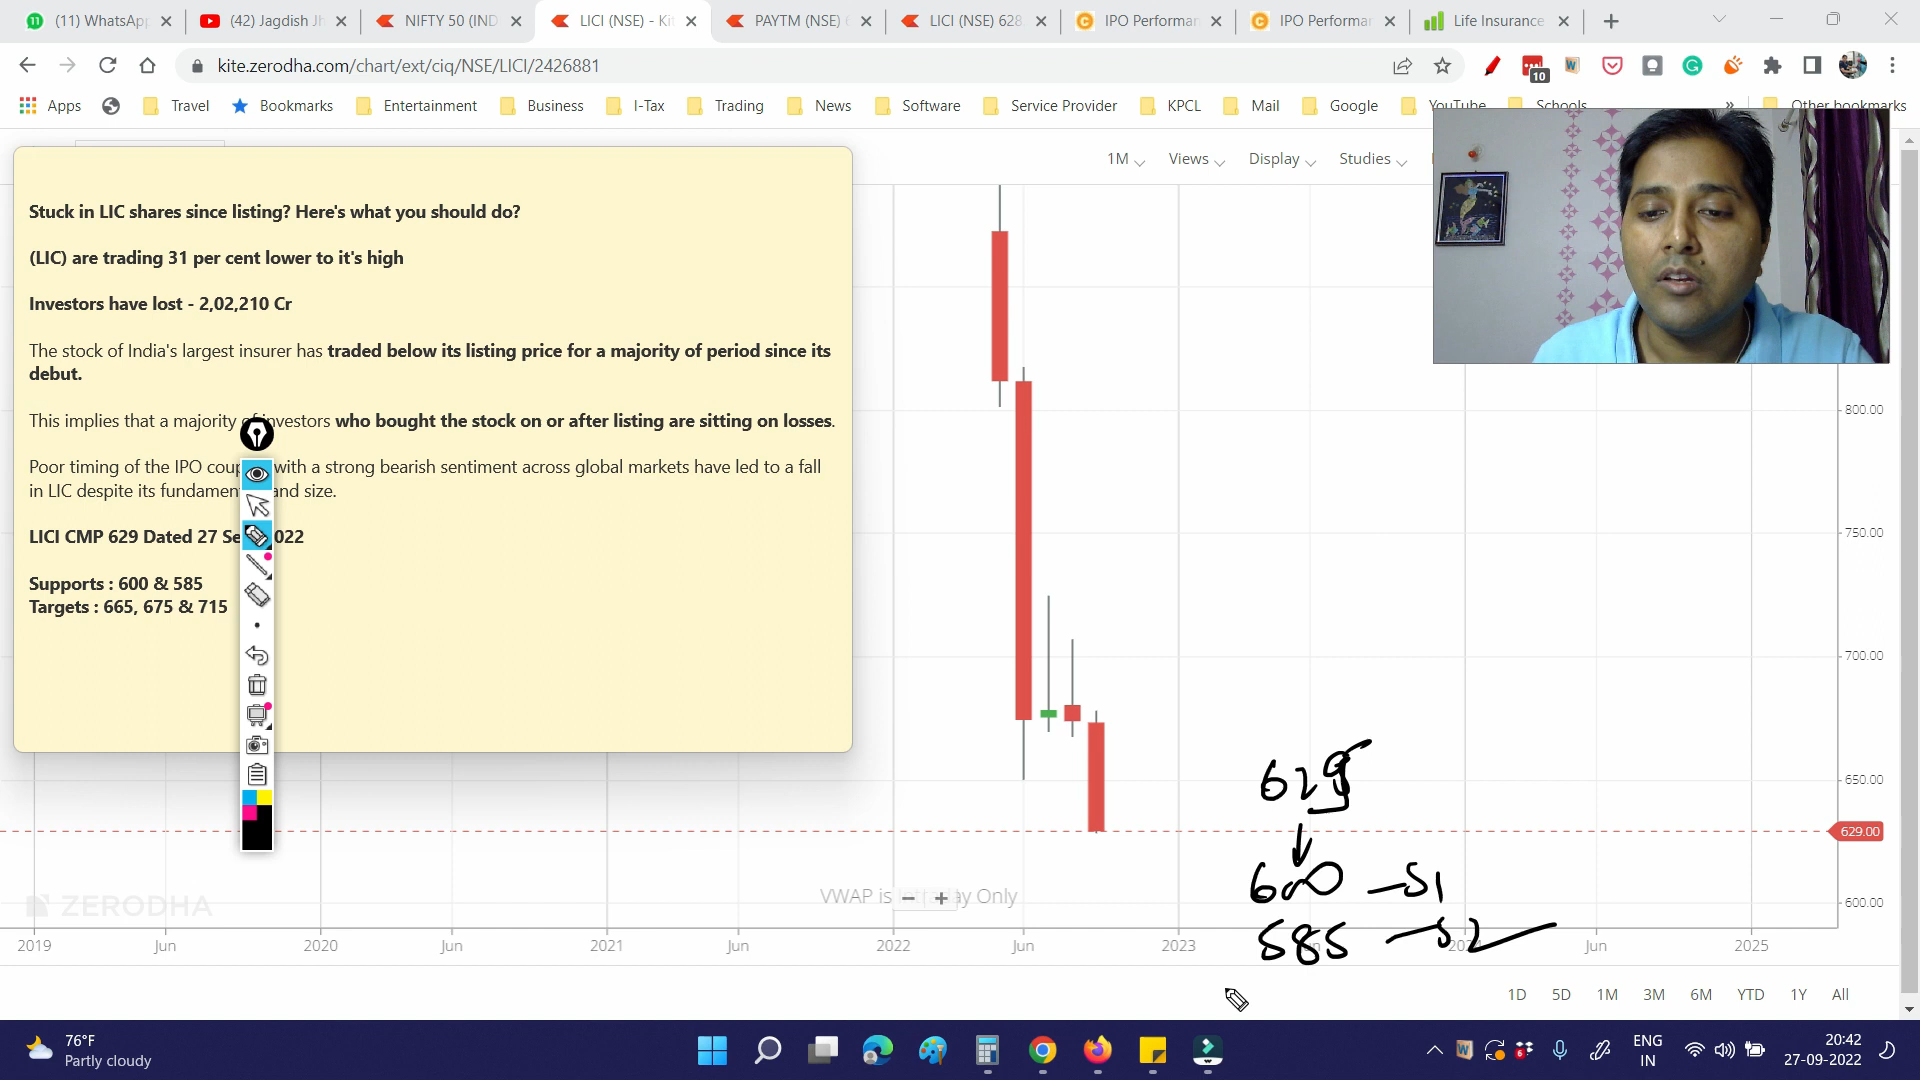 (11) WhatsApp
(42) Jagdish Jh
NIFTY 50 (IND
LICI (NSE) - Kit
PAYTM (NSE) 6
LICI (NSE) 628.
IPO Performan
IPO Performan
Life Insurance
kite.zerodha.com/chart/ext/ciq/NSE/LICI/2426881
10
Apps
Travel
Bookmarks
Entertainment
Business
I-Tax
Trading
News
Software
Service Provider
KPCL
Mail
Google
YouTube
Schools
»
Other bookmarks
1M
Views
Display
Studies
Stuck in LIC shares since listing? Here's what you should do?
(LIC) are trading 31 per cent lower to it's high
Investors have lost - 2,02,210 Cr
The stock of India's largest insurer has traded below its listing price for a majority of period since its
debut.
This implies that a majority of investors who bought the stock on or after listing are sitting on losses.
Poor timing of the IPO coup with a strong bearish sentiment across global markets have led to a fall
in LIC despite its fundamen and size.
LICI CMP 629 Dated 27 Se 022
Supports : 600 & 585
Targets : 665, 675 & 715
800.00
750.00
700.00
650.00
629.00
600.00
629
600 - S1
585 - S2
VWAP is Intraday Only
ZERODHA
2019
Jun
2020
Jun
2021
Jun
2022
Jun
2023
2024
Jun
2025
1D
5D
1M
3M
6M
YTD
1Y
All
76°F
Partly cloudy
6
ENG
IN
20:42
27-09-2022